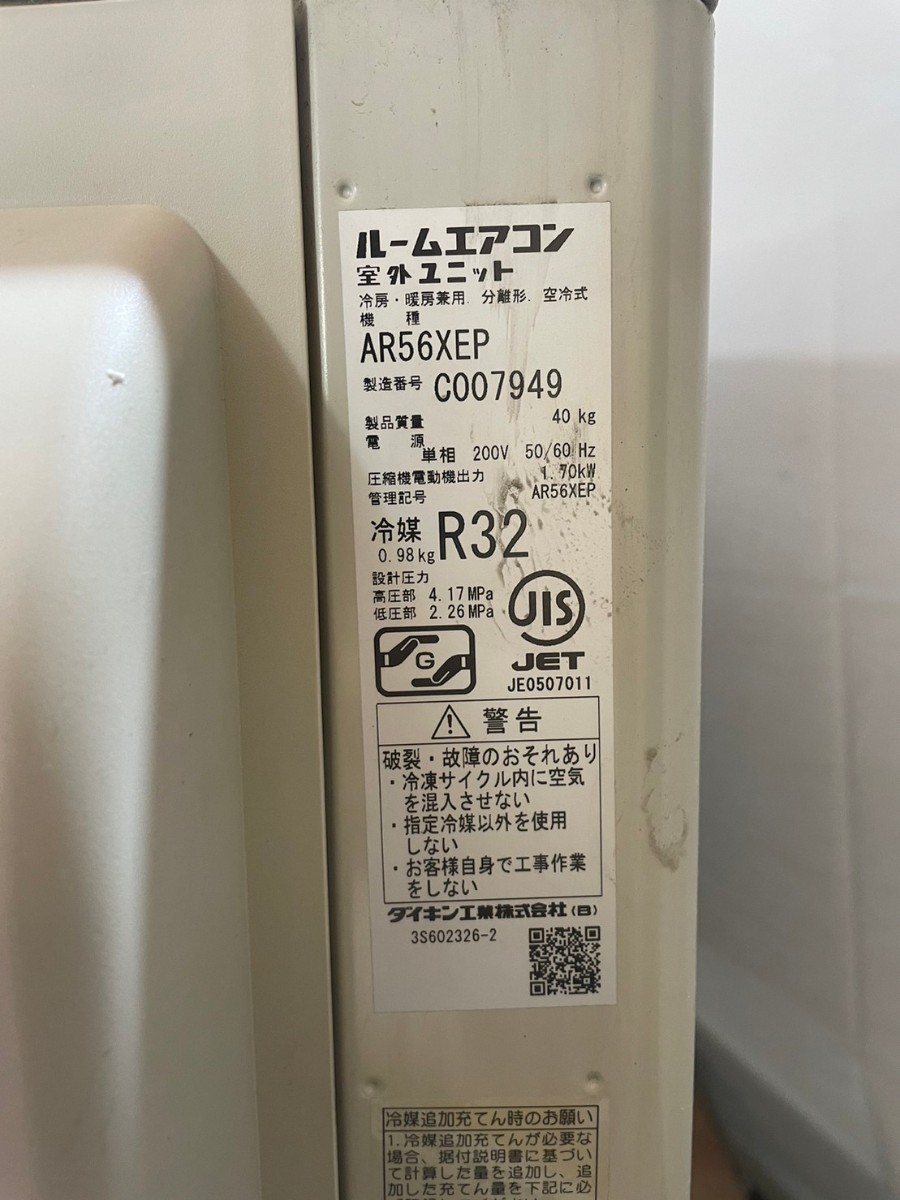 ルームエアコン
室外ユニット
冷房・暖房兼用. 分離形. 空冷式
機 種
AR56XEP
製造番号 C007949
製品質量 40 kg
電 源
単相 200V 50/60 Hz
圧縮機電動機出力 1.70kW
管理記号 AR56XEP
冷媒 R32
0.98kg
設計圧力
高圧部 4.17MPa
低圧部 2.26MPa
JIS
G
JET
JE0507011
警告
破裂・故障のおそれあり
・冷凍サイクル内に空気
を混入させない
・指定冷媒以外を使用
しない
・お客様自身で工事作業
をしない
ダイキン工業株式会社(B)
3S602326-2
冷媒追加充てん時のお願い
1.冷媒追加充てんが必要な
場合、据付説明書に基づい
て計算した量を追加し、追
加した充てん量を下記に必